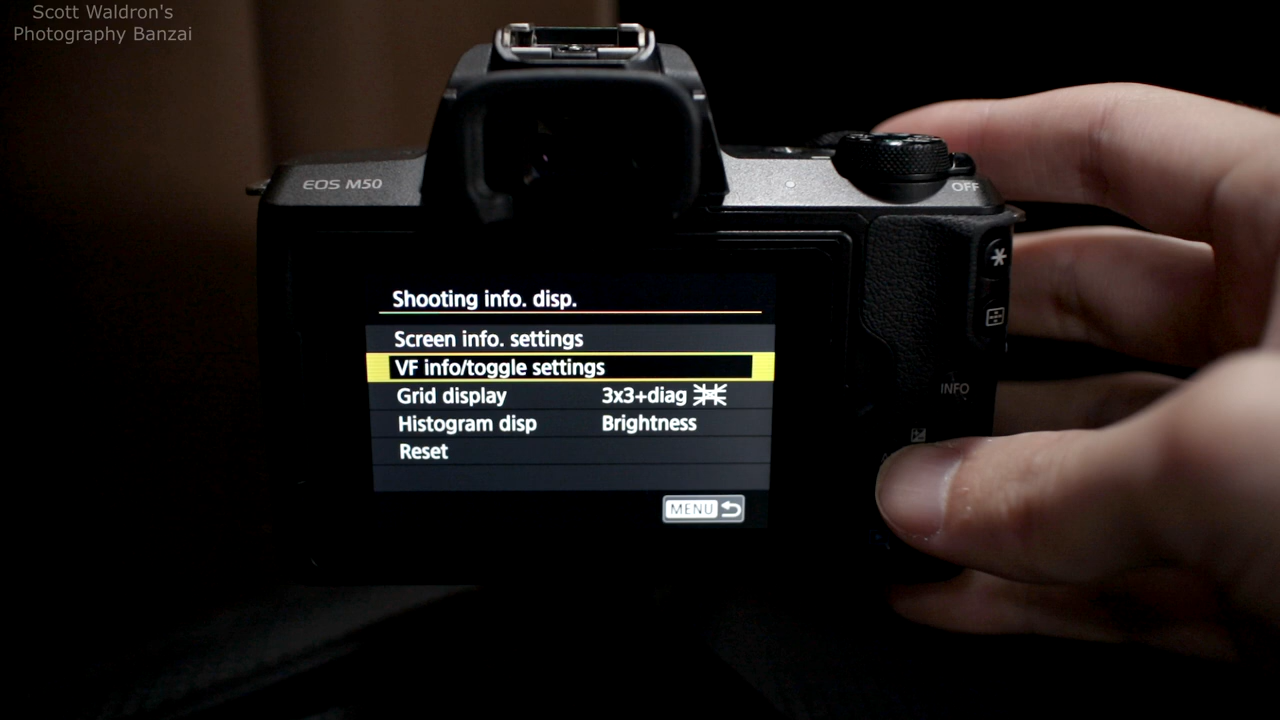 Scott Waldron's
Photography Banzai
EOS M50
OFF
Shooting info. disp.
Screen info. settings
VF info/toggle settings
Grid display 3x3+diag
Histogram disp Brightness
Reset
INFO
MENU